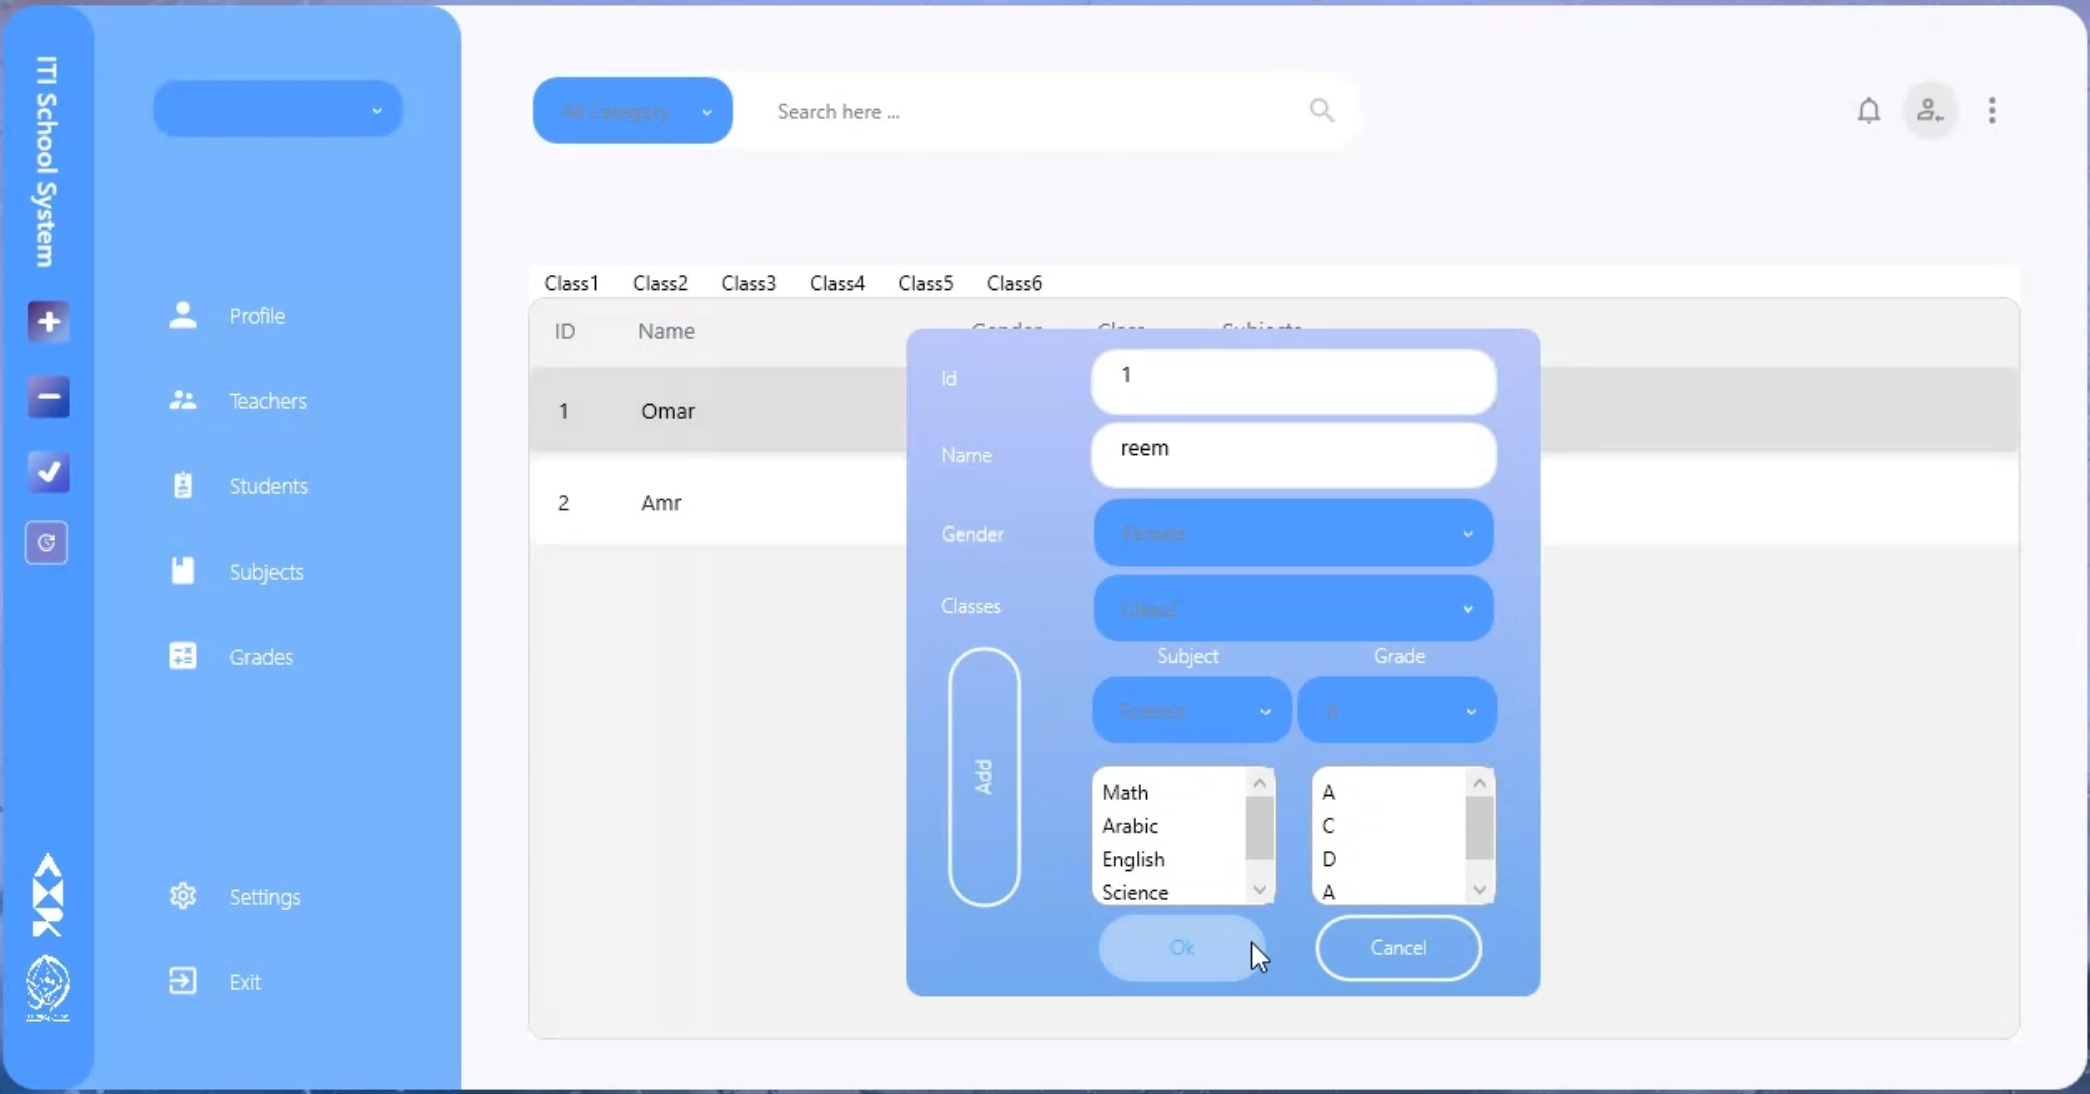 ITI School System
All Category
Search here ...
Profile
Teachers
Students
Subjects
Grades
Settings
Exit
Class1 Class2 Class3 Class4 Class5 Class6
ID Name Gender Class Subjects
1 Omar
2 Amr
Id 1
Name reem
Gender Female
Classes Class2
Subject Grade
Science A
Add
Math A
Arabic C
English D
Science A
Ok Cancel